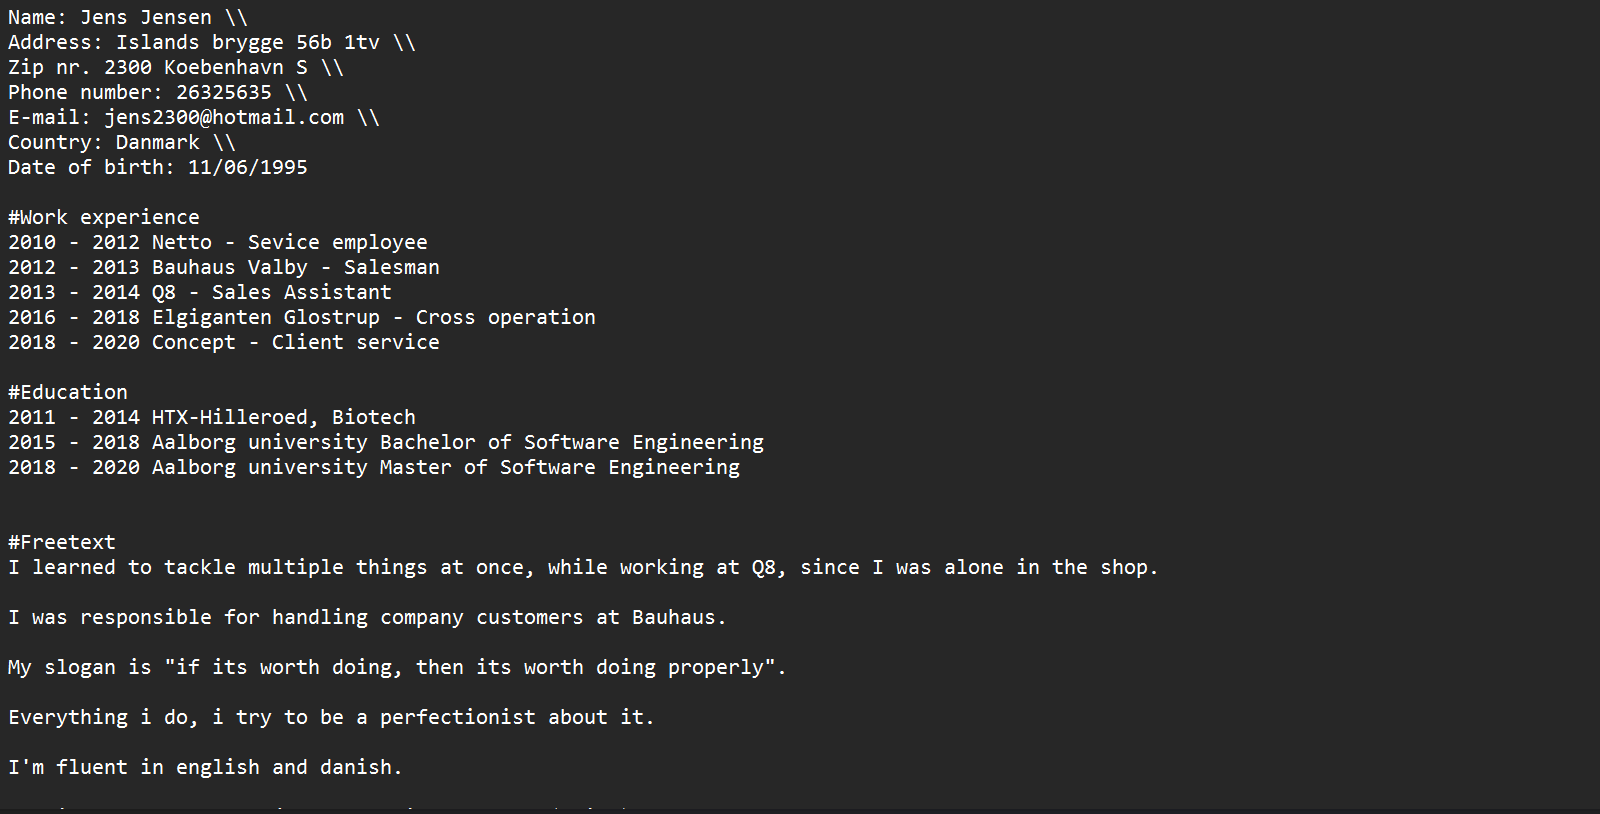 Name: Jens Jensen \\
Address: Islands brygge 56b 1tv \\
Zip nr. 2300 Koebenhavn S \\
Phone number: 26325635 \\
E-mail: jens2300@hotmail.com \\
Country: Danmark \\
Date of birth: 11/06/1995
#Work experience
2010 - 2012 Netto - Sevice employee
2012 - 2013 Bauhaus Valby - Salesman
2013 - 2014 Q8 - Sales Assistant
2016 - 2018 Elgiganten Glostrup - Cross operation
2018 - 2020 Concept - Client service
#Education
2011 - 2014 HTX-Hilleroed, Biotech
2015 - 2018 Aalborg university Bachelor of Software Engineering
2018 - 2020 Aalborg university Master of Software Engineering
#Freetext
I learned to tackle multiple things at once, while working at Q8, since I was alone in the shop.
I was responsible for handling company customers at Bauhaus.
My slogan is "if its worth doing, then its worth doing properly".
Everything i do, i try to be a perfectionist about it.
I'm fluent in english and danish.